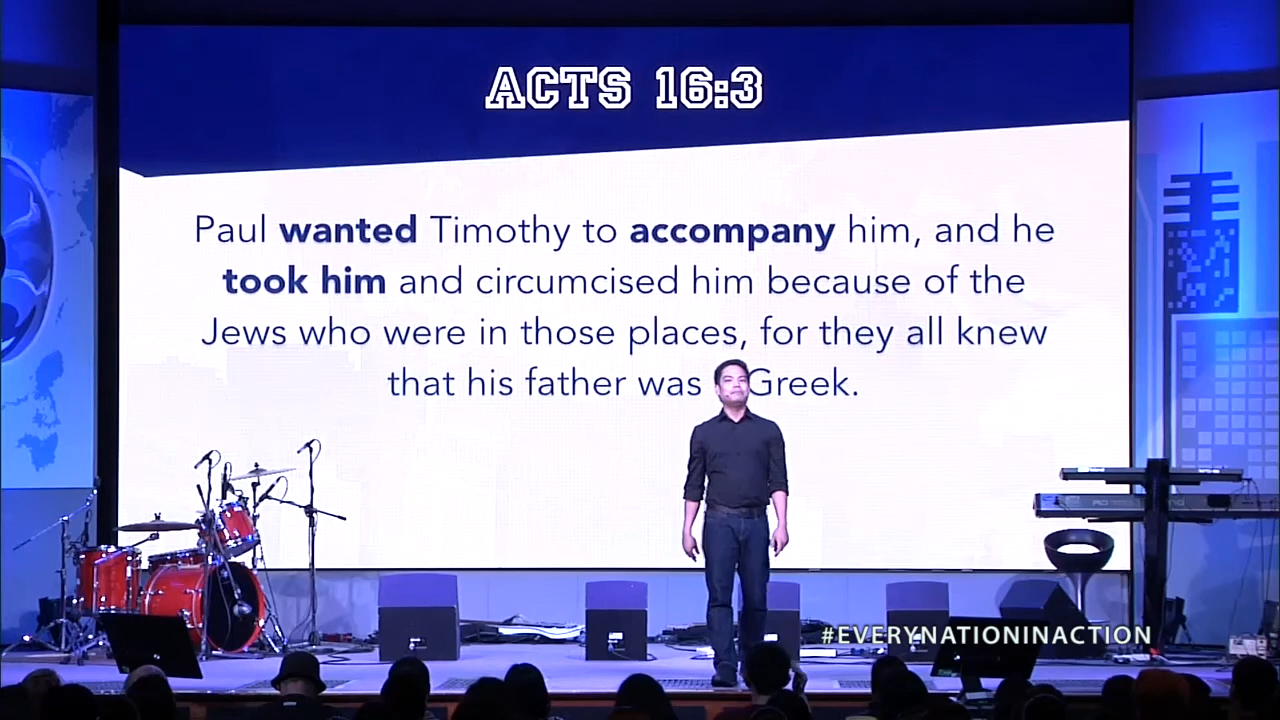 ACTS 16:3
Paul wanted Timothy to accompany him, and he
took him and circumcised him because of the
Jews who were in those places, for they all knew
that his father was Greek.
#EVERYNATIONINACTION